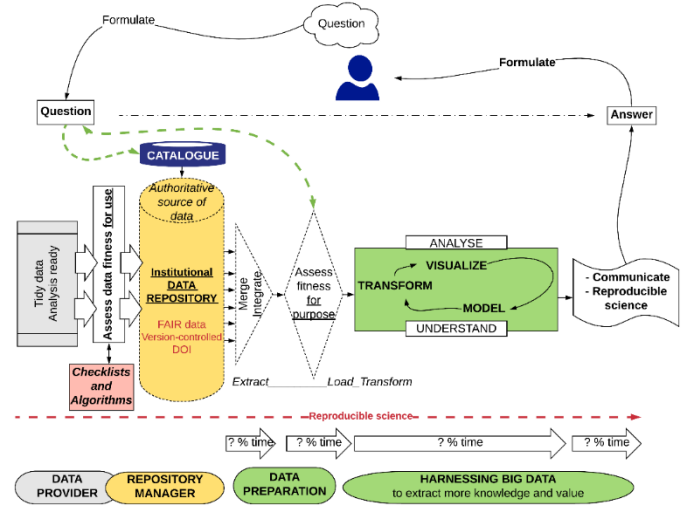 Question
Formulate
Formulate
Question
Answer
CATALOGUE
Authoritative
source of
data
Tidy data
Analysis ready
Assess data fitness for use
Institutional
DATA
REPOSITORY
FAIR data
Version-controlled
DOI
Merge
Integrate
Assess
fitness
for
purpose
ANALYSE
VISUALIZE
TRANSFORM
MODEL
UNDERSTAND
- Communicate
- Reproducible
science
Checklists
and
Algorithms
Extract________Load_Transform
Reproducible science
? % time
? % time
? % time
? % time
DATA
PROVIDER
REPOSITORY
MANAGER
DATA
PREPARATION
HARNESSING BIG DATA
to extract more knowledge and value